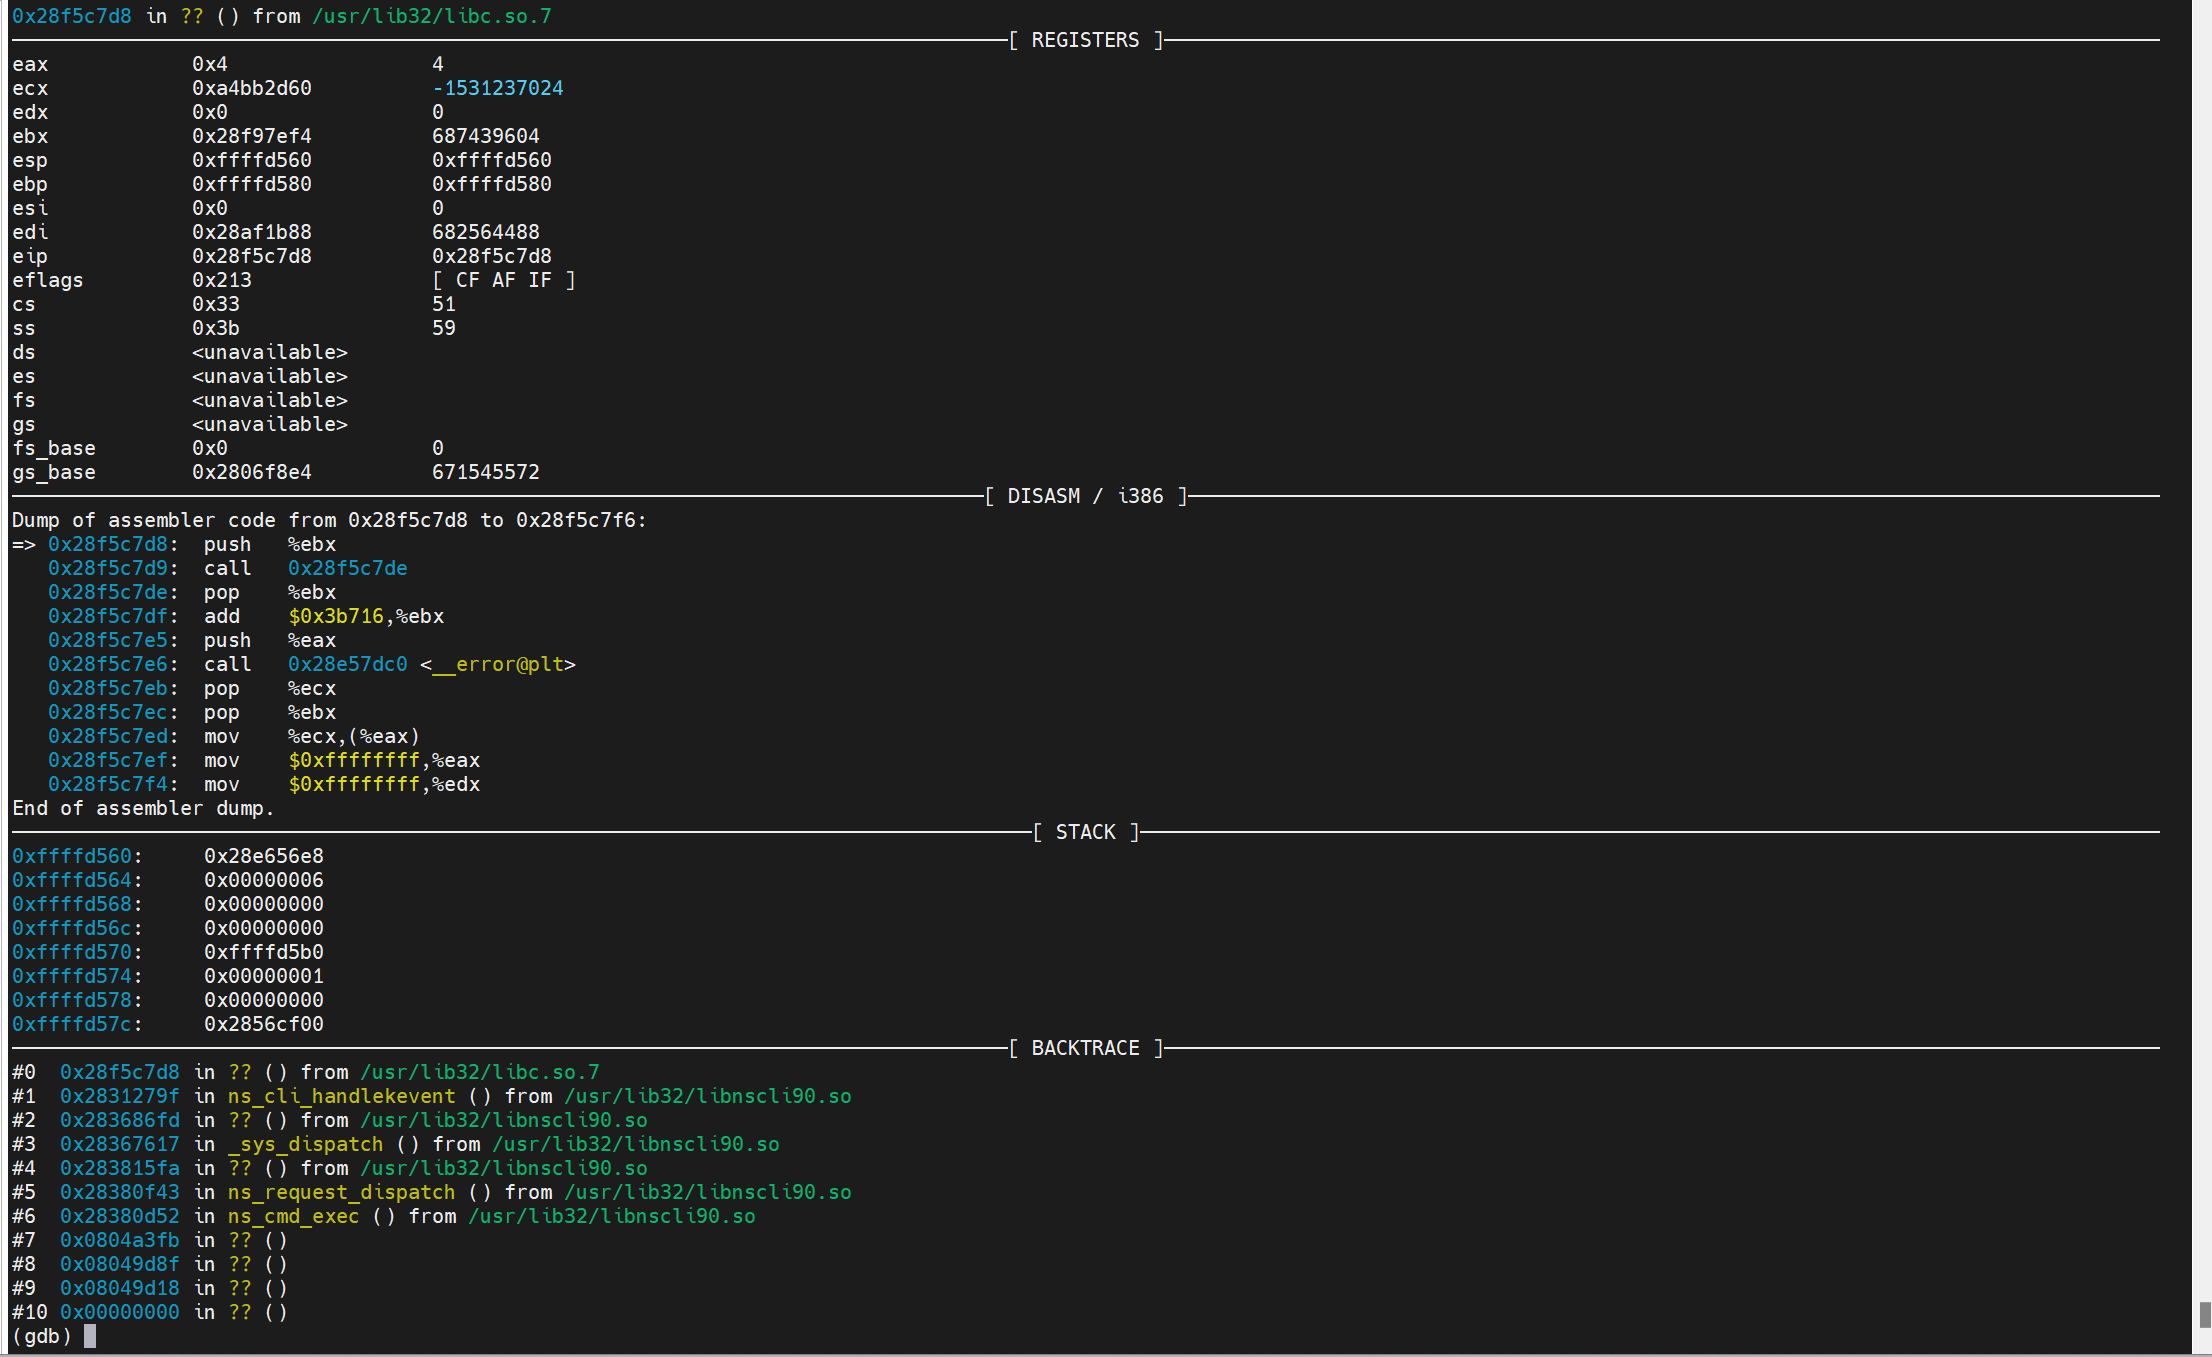 0x28f5c7d8 in ?? () from /usr/lib32/libc.so.7
[ REGISTERS ]
eax 0x4 4
ecx 0xa4bb2d60 -1531237024
edx 0x0 0
ebx 0x28f97ef4 687439604
esp 0xffffd560 0xffffd560
ebp 0xffffd580 0xffffd580
esi 0x0 0
edi 0x28af1b88 682564488
eip 0x28f5c7d8 0x28f5c7d8
eflags 0x213 [ CF AF IF ]
cs 0x33 51
ss 0x3b 59
ds <unavailable>
es <unavailable>
fs <unavailable>
gs <unavailable>
fs_base 0x0 0
gs_base 0x2806f8e4 671545572
[ DISASM / i386 ]
Dump of assembler code from 0x28f5c7d8 to 0x28f5c7f6:
=> 0x28f5c7d8: push %ebx
0x28f5c7d9: call 0x28f5c7de
0x28f5c7de: pop %ebx
0x28f5c7df: add $0x3b716,%ebx
0x28f5c7e5: push %eax
0x28f5c7e6: call 0x28e57dc0 <__error@plt>
0x28f5c7eb: pop %ecx
0x28f5c7ec: pop %ebx
0x28f5c7ed: mov %ecx,(%eax)
0x28f5c7ef: mov $0xffffffff,%eax
0x28f5c7f4: mov $0xffffffff,%edx
End of assembler dump.
[ STACK ]
0xffffd560: 0x28e656e8
0xffffd564: 0x00000006
0xffffd568: 0x00000000
0xffffd56c: 0x00000000
0xffffd570: 0xffffd5b0
0xffffd574: 0x00000001
0xffffd578: 0x00000000
0xffffd57c: 0x2856cf00
[ BACKTRACE ]
#0 0x28f5c7d8 in ?? () from /usr/lib32/libc.so.7
#1 0x2831279f in ns_cli_handlekevent () from /usr/lib32/libnscli90.so
#2 0x283686fd in ?? () from /usr/lib32/libnscli90.so
#3 0x28367617 in _sys_dispatch () from /usr/lib32/libnscli90.so
#4 0x283815fa in ?? () from /usr/lib32/libnscli90.so
#5 0x28380f43 in ns_request_dispatch () from /usr/lib32/libnscli90.so
#6 0x28380d52 in ns_cmd_exec () from /usr/lib32/libnscli90.so
#7 0x0804a3fb in ?? ()
#8 0x08049d8f in ?? ()
#9 0x08049d18 in ?? ()
#10 0x00000000 in ?? ()
(gdb)